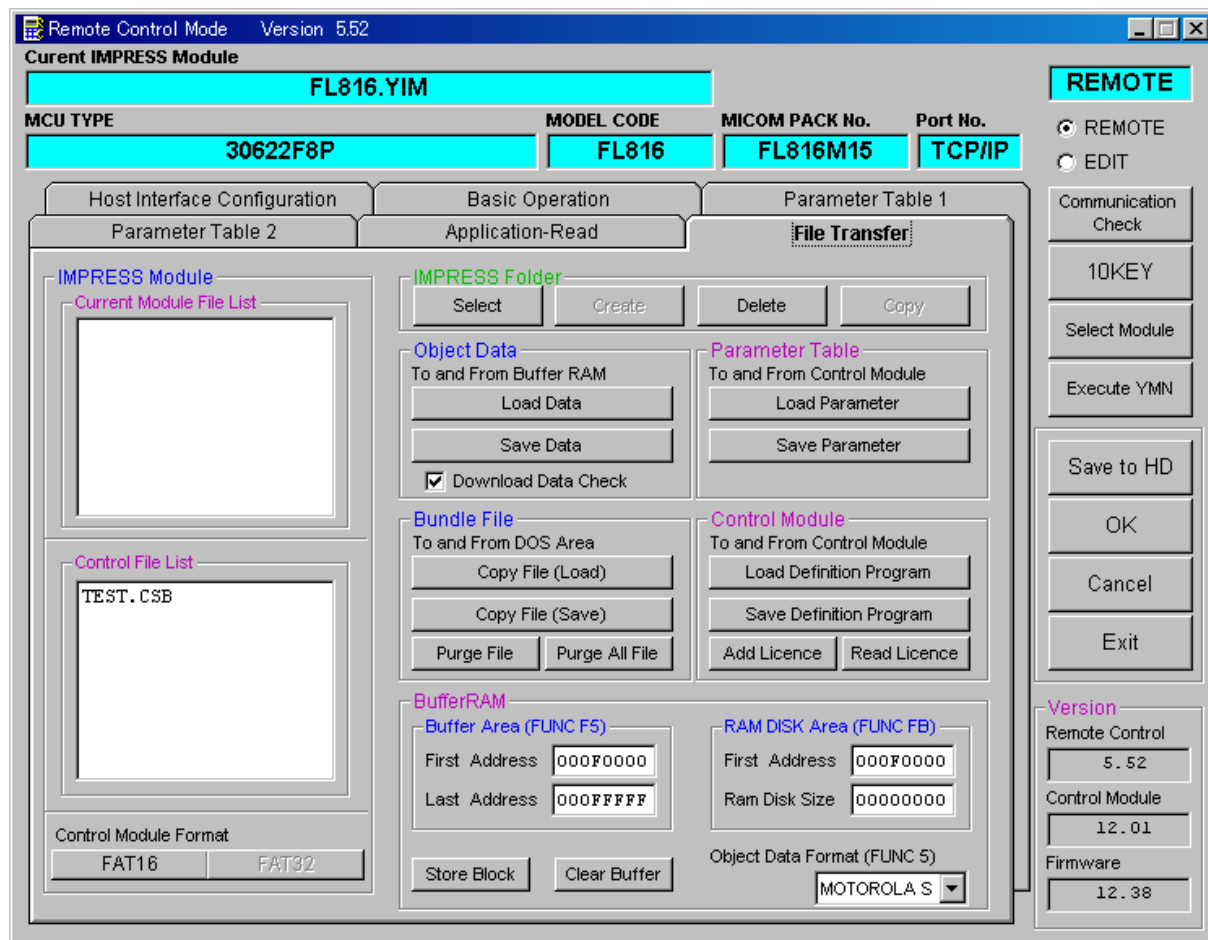 Remote Control Mode Version 5.52
Curent IMPRESS Module
FL816.YIM
REMOTE
MCU TYPE MODEL CODE MICOM PACK No. Port No.
30622F8P FL816 FL816M15 TCP/IP
REMOTE
EDIT
Host Interface Configuration Basic Operation Parameter Table 1
Parameter Table 2 Application-Read File Transfer
Communication
Check
10KEY
Select Module
Execute YMN
Save to HD
OK
Cancel
Exit
IMPRESS Module
Current Module File List
Control File List
TEST.CSB
Control Module Format
FAT16 FAT32
IMPRESS Folder
Select Create Delete Copy
Object Data
To and From Buffer RAM
Load Data
Save Data
Download Data Check
Parameter Table
To and From Control Module
Load Parameter
Save Parameter
Bundle File
To and From DOS Area
Copy File (Load)
Copy File (Save)
Purge File Purge All File
Control Module
To and From Control Module
Load Definition Program
Save Definition Program
Add Licence Read Licence
BufferRAM
Buffer Area (FUNC F5)
First Address 000F0000
Last Address 000FFFFF
RAM DISK Area (FUNC FB)
First Address 000F0000
Ram Disk Size 00000000
Store Block Clear Buffer
Object Data Format (FUNC 5)
MOTOROLA S
Version
Remote Control
5.52
Control Module
12.01
Firmware
12.38